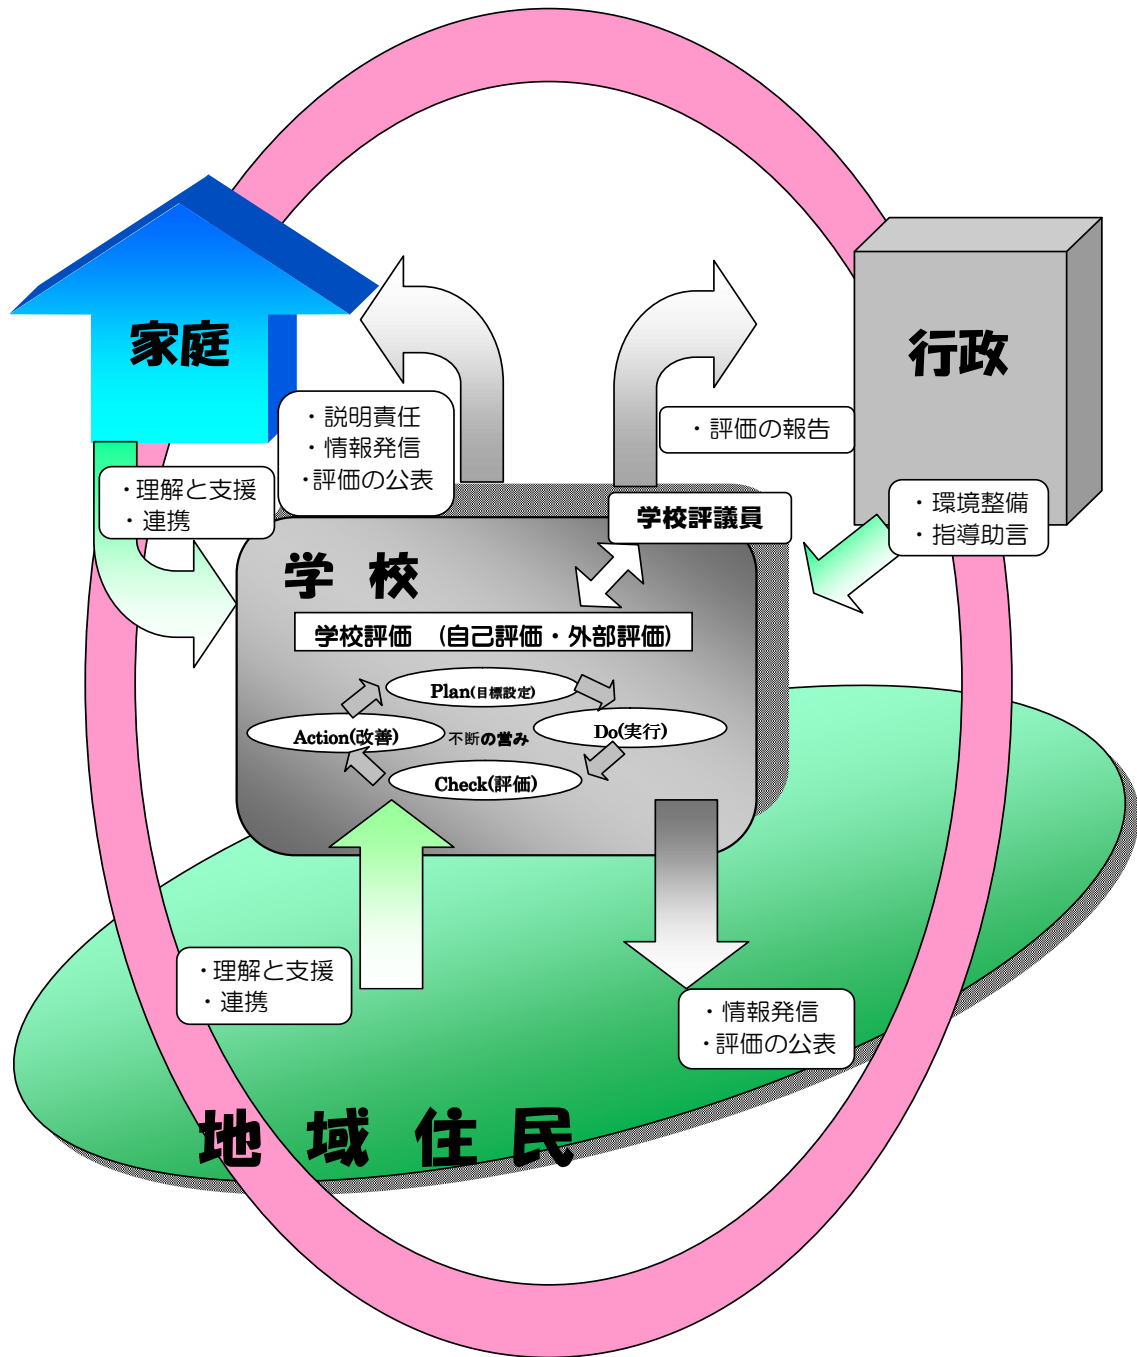 家庭
行政
・説明責任
・情報発信
・評価の公表
・評価の報告
・理解と支援
・連携
・環境整備
・指導助言
学校評議員
学 校
学校評価 (自己評価・外部評価)
Plan(目標設定)
Action(改善)
不断の営み
Do(実行)
Check(評価)
・理解と支援
・連携
・情報発信
・評価の公表
地 域 住 民